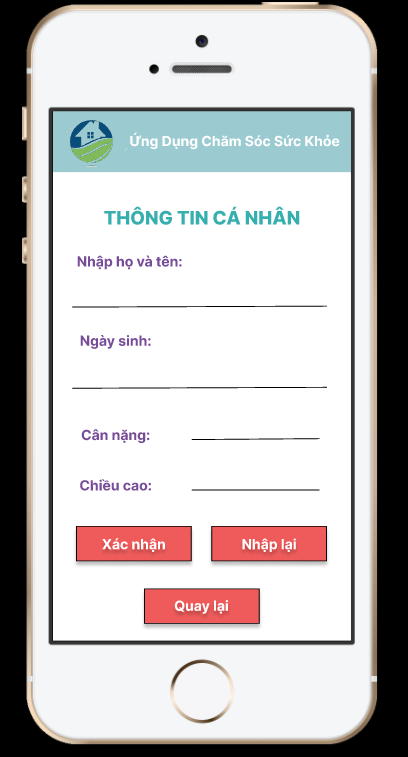 Ứng Dụng Chăm Sóc Sức Khỏe
THÔNG TIN CÁ NHÂN
Nhập họ và tên:
Ngày sinh:
Cân nặng:
Chiều cao:
Xác nhận
Nhập lại
Quay lại